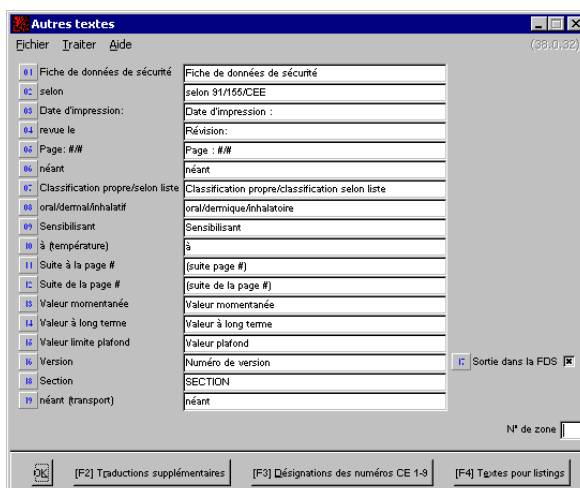 Autres textes
Fichier Traiter Aide (38.0.32)
01 Fiche de données de sécurité Fiche de données de sécurité
02 selon selon 91/155/CEE
03 Date d'impression: Date d'impression :
04 revue le Révision:
05 Page: #/# Page : #/#
06 néant néant
07 Classification propre/selon liste Classification propre/classification selon liste
08 oral/dermal/inhalatif oral/dermique/inhalatoire
09 Sensibilisant Sensibilisant
10 à (température) à
11 Suite à la page # (suite page #)
12 Suite de la page # (suite de la page #)
13 Valeur momentanée Valeur momentanée
14 Valeur à long terme Valeur à long terme
15 Valeur limite plafond Valeur plafond
16 Version Numéro de version 17 Sortie dans la FDS
18 Section SECTION
19 néant (transport) néant
N° de zone
OK [F2] Traductions supplémentaires [F3] Désignations des numéros CE 1-9 [F4] Textes pour listings